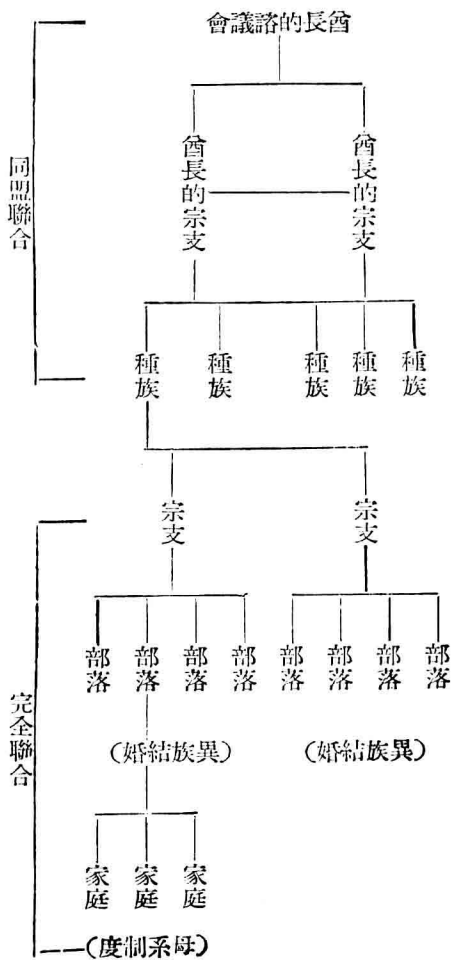 酋長的諮議會
酋長的宗支
酋長的宗支
同盟聯合
種族
種族
種族
種族
種族
宗支
宗支
部落
部落
部落
部落
部落
部落
部落
部落
(異族結婚)
(異族結婚)
完全聯合
家庭
家庭
家庭
(母系制度)